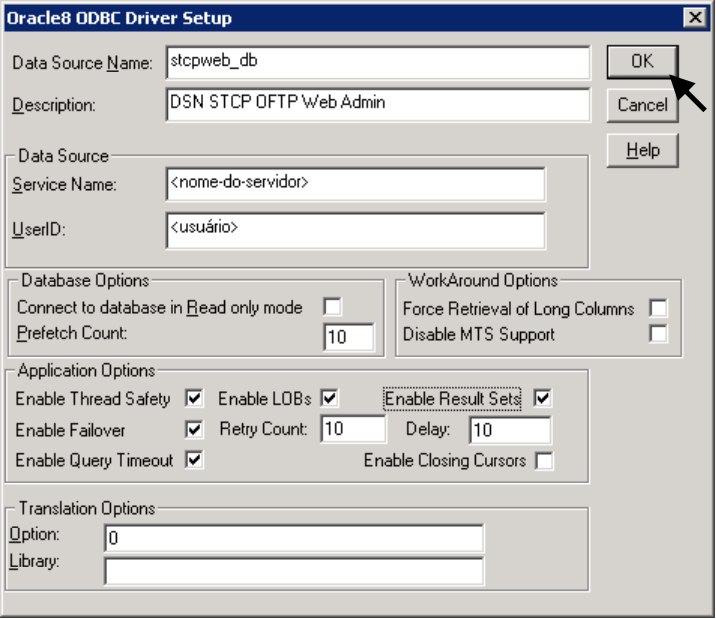 Oracle8 ODBC Driver Setup
Data Source Name: stcpweb_db OK
Description: DSN STCP OFTP Web Admin Cancel
Help
Data Source
Service Name: <nome-do-servidor>
UserID: <usuário>
Database Options
Connect to database in Read only mode
Prefetch Count: 10
WorkAround Options
Force Retrieval of Long Columns
Disable MTS Support
Application Options
Enable Thread Safety Enable LOBs Enable Result Sets
Enable Failover Retry Count: 10 Delay: 10
Enable Query Timeout Enable Closing Cursors
Translation Options
Option: 0
Library: